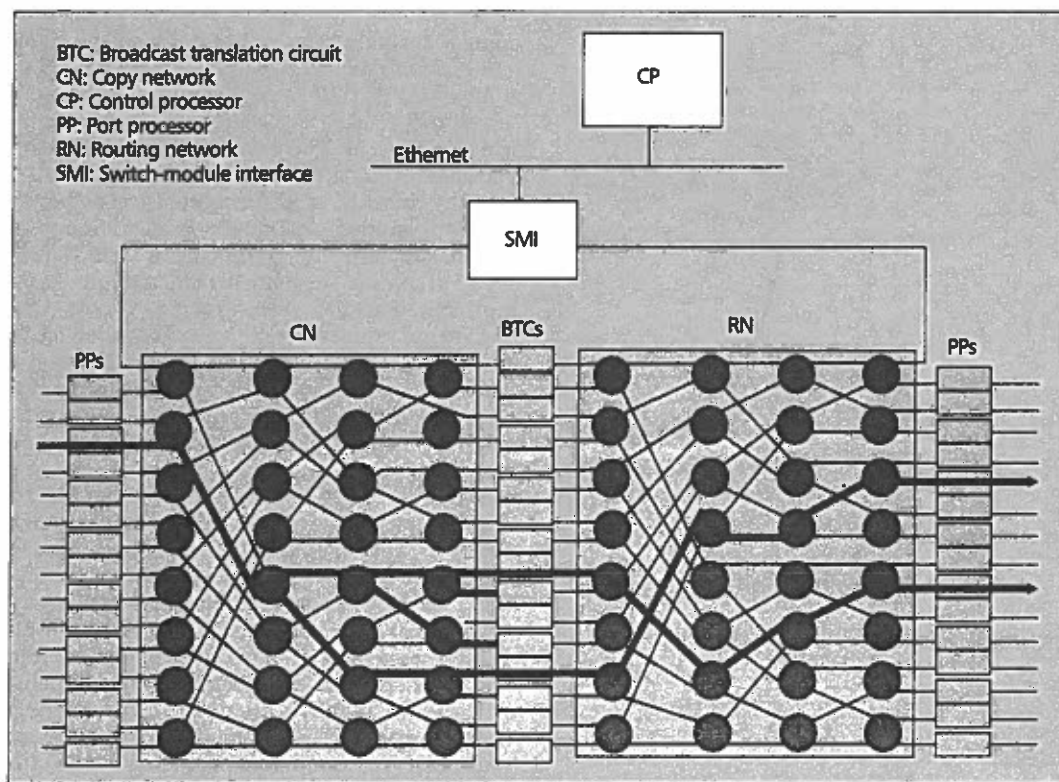 BTC: Broadcast translation circuit
CN: Copy network
CP: Control processor
PP: Port processor
RN: Routing network
SMI: Switch-module interface
CP
Ethernet
SMI
CN
BTCs
RN
PPs
PPs